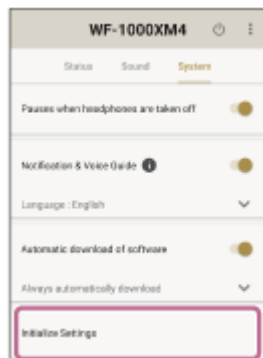 WF-1000XM4
Status Sound System
Pauses when headphones are taken off
Notification & Voice Guide
Language : English
Automatic download of software
Always automatically download
Initialize Settings